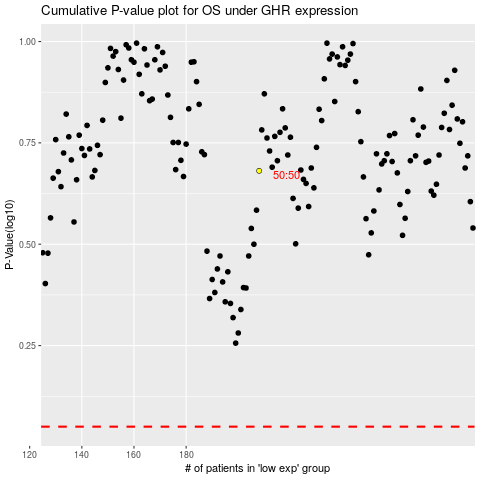 Cumulative P-value plot for OS under GHR expression
P-Value(log10)
1.00
0.75
0.50
0.25
50:50
120 140 160 180
# of patients in 'low exp' group